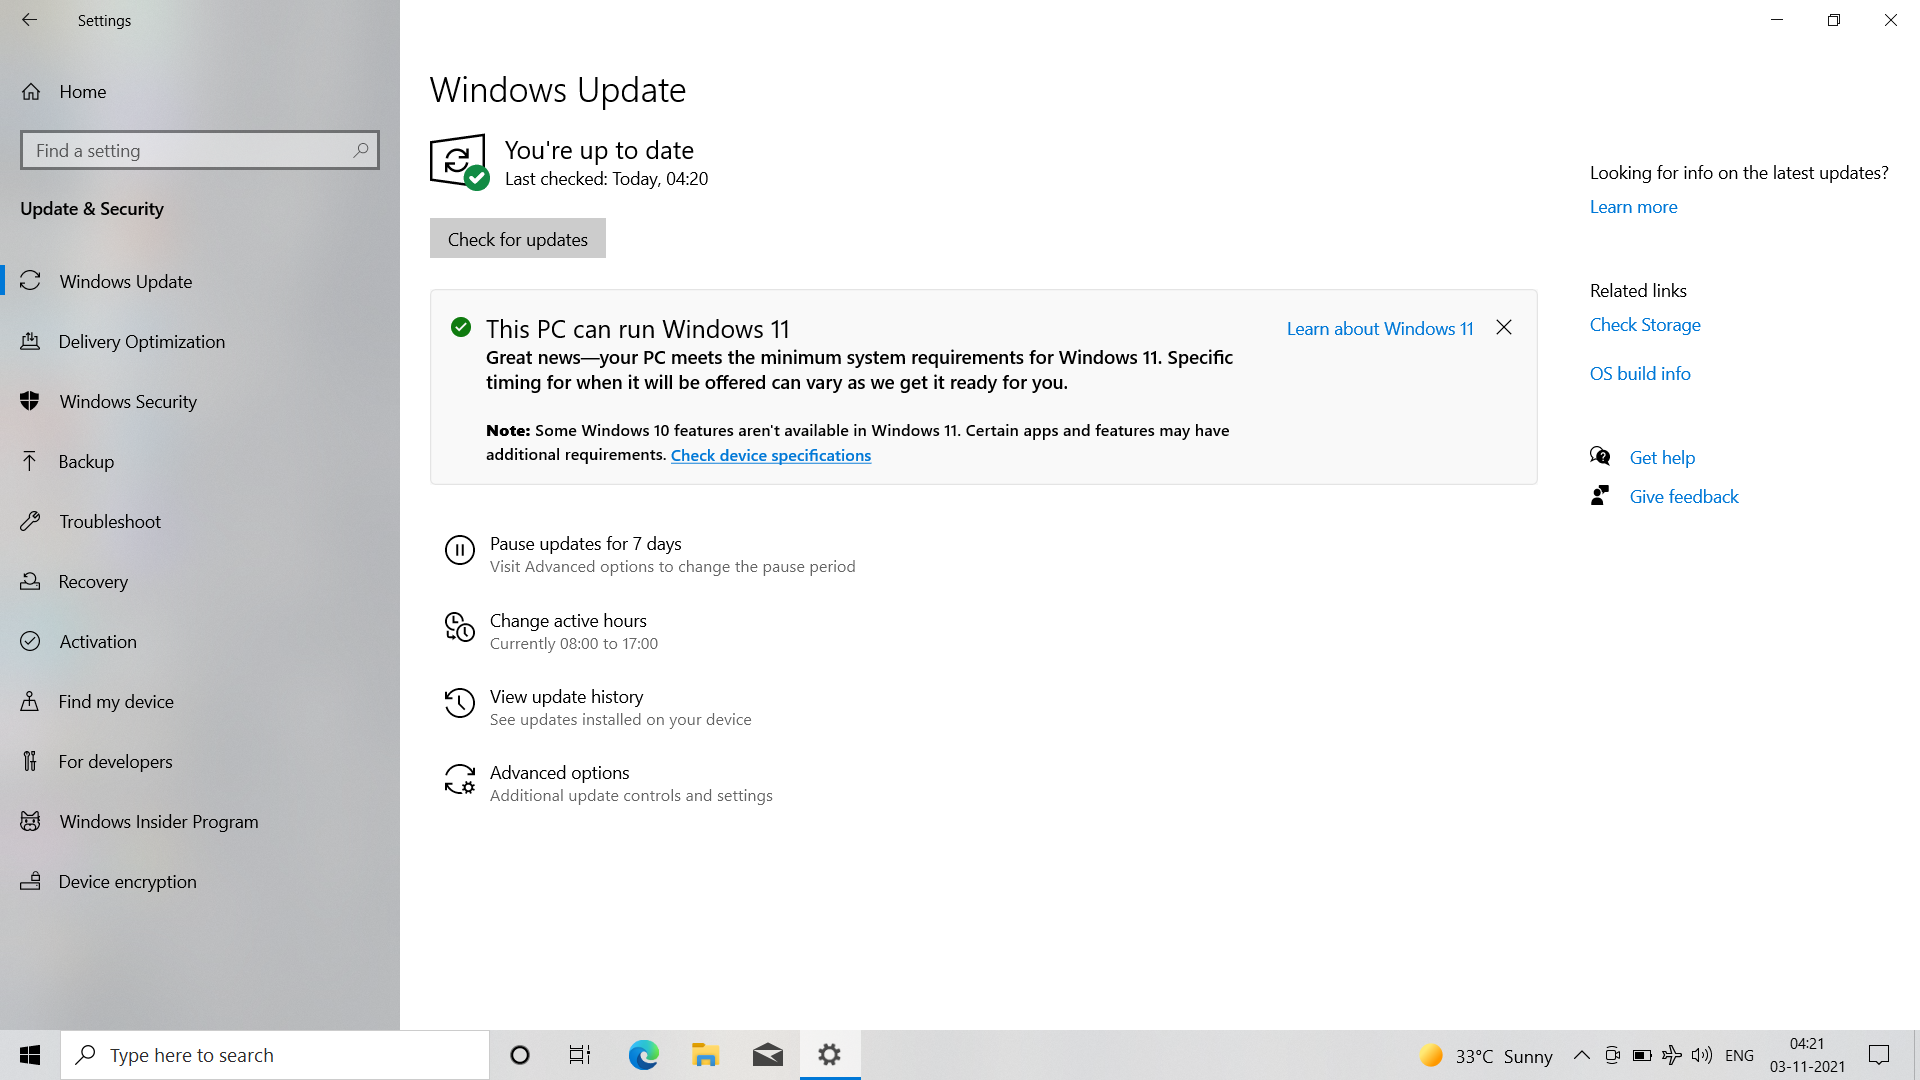 Settings
Home
Find a setting
Update & Security
Windows Update
Delivery Optimization
Windows Security
Backup
Troubleshoot
Recovery
Activation
Find my device
For developers
Windows Insider Program
Device encryption
Windows Update
You're up to date
Last checked: Today, 04:20
Check for updates
This PC can run Windows 11
Learn about Windows 11
Great news—your PC meets the minimum system requirements for Windows 11. Specific
timing for when it will be offered can vary as we get it ready for you.
Note: Some Windows 10 features aren't available in Windows 11. Certain apps and features may have
additional requirements. Check device specifications
Pause updates for 7 days
Visit Advanced options to change the pause period
Change active hours
Currently 08:00 to 17:00
View update history
See updates installed on your device
Advanced options
Additional update controls and settings
Looking for info on the latest updates?
Learn more
Related links
Check Storage
OS build info
Get help
Give feedback
Type here to search
33°C Sunny
ENG
04:21
03-11-2021